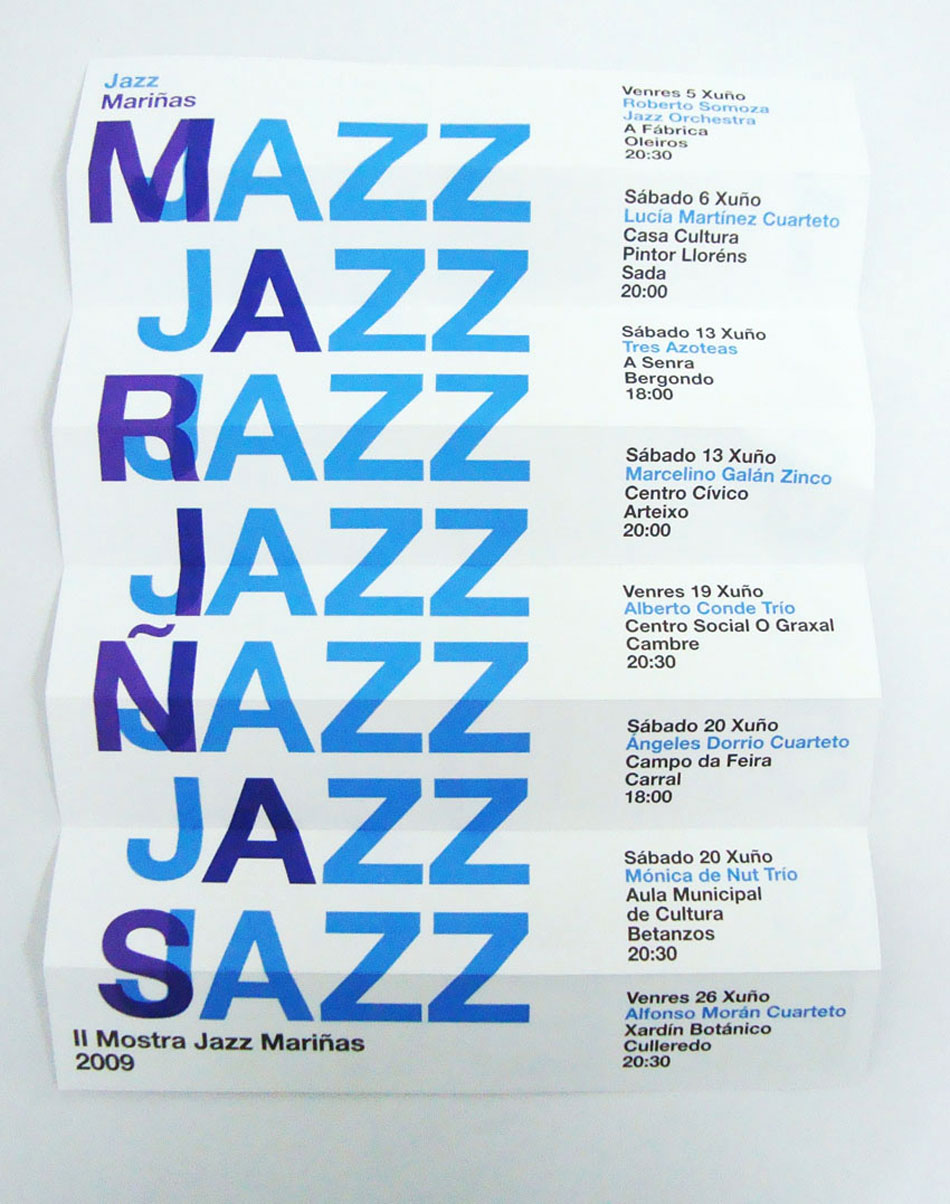 Jazz
Mariñas
MJAZZ
JAZZ
RJAZZ
JIAZZ
ÑJAZZ
JAZZ
SJAZZ
II Mostra Jazz Mariñas
2009
Venres 5 Xuño
Roberto Somoza
Jazz Orchestra
A Fábrica
Oleiros
20:30
Sábado 6 Xuño
Lucía Martínez Cuarteto
Casa Cultura
Pintor Lloréns
Sada
20:00
Sábado 13 Xuño
Tres Azoteas
A Senra
Bergondo
18:00
Sábado 13 Xuño
Marcelino Galán Zinco
Centro Cívico
Arteixo
20:00
Venres 19 Xuño
Alberto Conde Trío
Centro Social O Graxal
Cambre
20:30
Sábado 20 Xuño
Ángeles Dorrio Cuarteto
Campo da Feira
Carral
18:00
Sábado 20 Xuño
Mónica de Nut Trío
Aula Municipal
de Cultura
Betanzos
20:30
Venres 26 Xuño
Alfonso Morán Cuarteto
Xardín Botánico
Culleredo
20:30